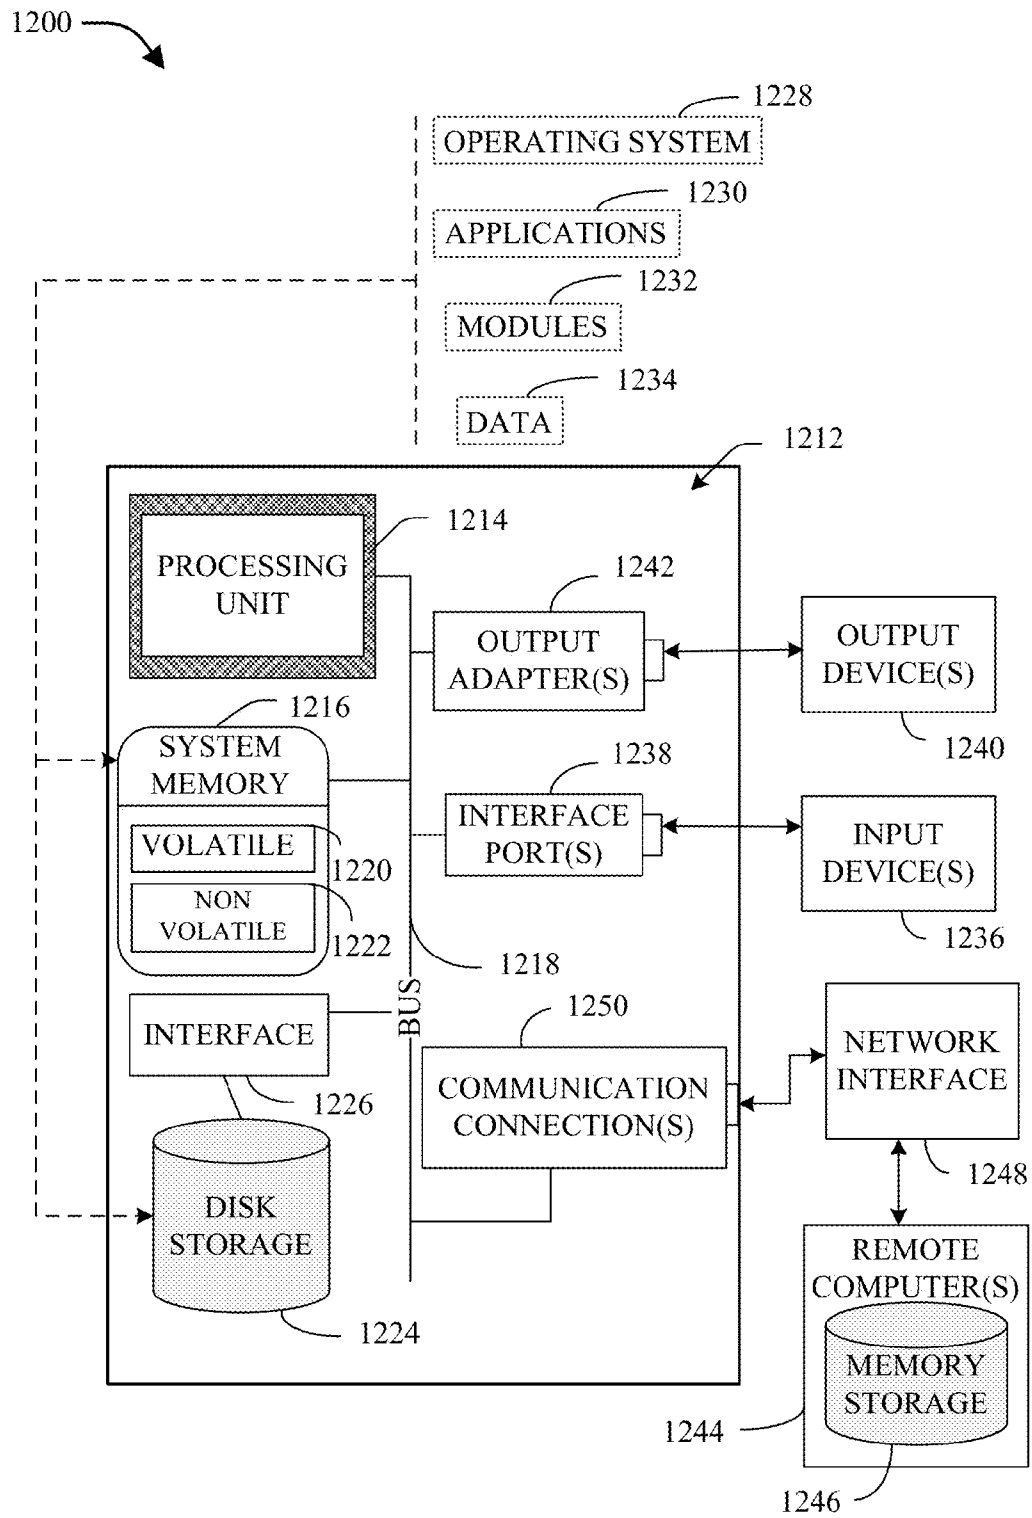 1200
1228
OPERATING SYSTEM
1230
APPLICATIONS
1232
MODULES
1234
DATA
1212
1214
PROCESSING
UNIT
1242
OUTPUT
ADAPTER(S)
OUTPUT
DEVICE(S)
1240
1216
SYSTEM
MEMORY
VOLATILE
1220
NON
VOLATILE
1222
1238
INTERFACE
PORT(S)
INPUT
DEVICE(S)
1236
1218
BUS
INTERFACE
1226
1250
COMMUNICATION
CONNECTION(S)
NETWORK
INTERFACE
1248
DISK
STORAGE
1224
REMOTE
COMPUTER(S)
MEMORY
STORAGE
1244
1246